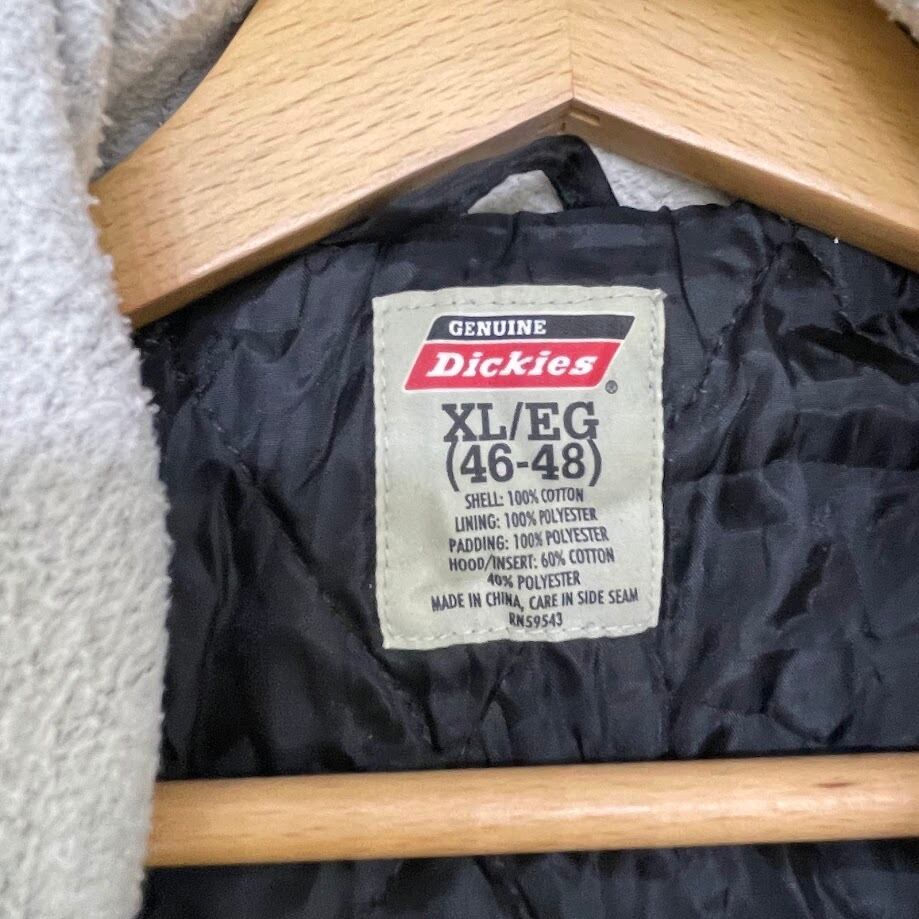 GENUINE
Dickies®
XL/EG
(46-48)
SHELL: 100% COTTON
LINING: 100% POLYESTER
PADDING: 100% POLYESTER
HOOD/INSERT: 60% COTTON
40% POLYESTER
MADE IN CHINA, CARE IN SIDE SEAM
RN59543